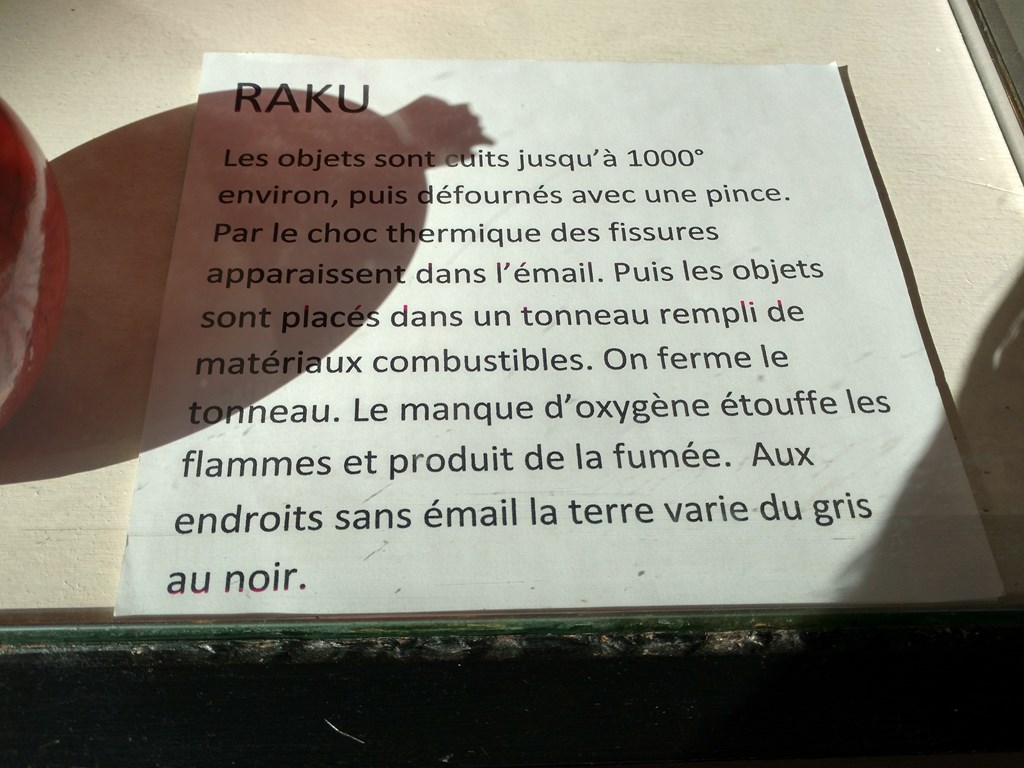 RAKU
Les objets sont cuits jusqu'à 1000°
environ, puis défournés avec une pince.
Par le choc thermique des fissures
apparaissent dans l'émail. Puis les objets
sont placés dans un tonneau rempli de
matériaux combustibles. On ferme le
tonneau. Le manque d'oxygène étouffe les
flammes et produit de la fumée. Aux
endroits sans émail la terre varie du gris
au noir.